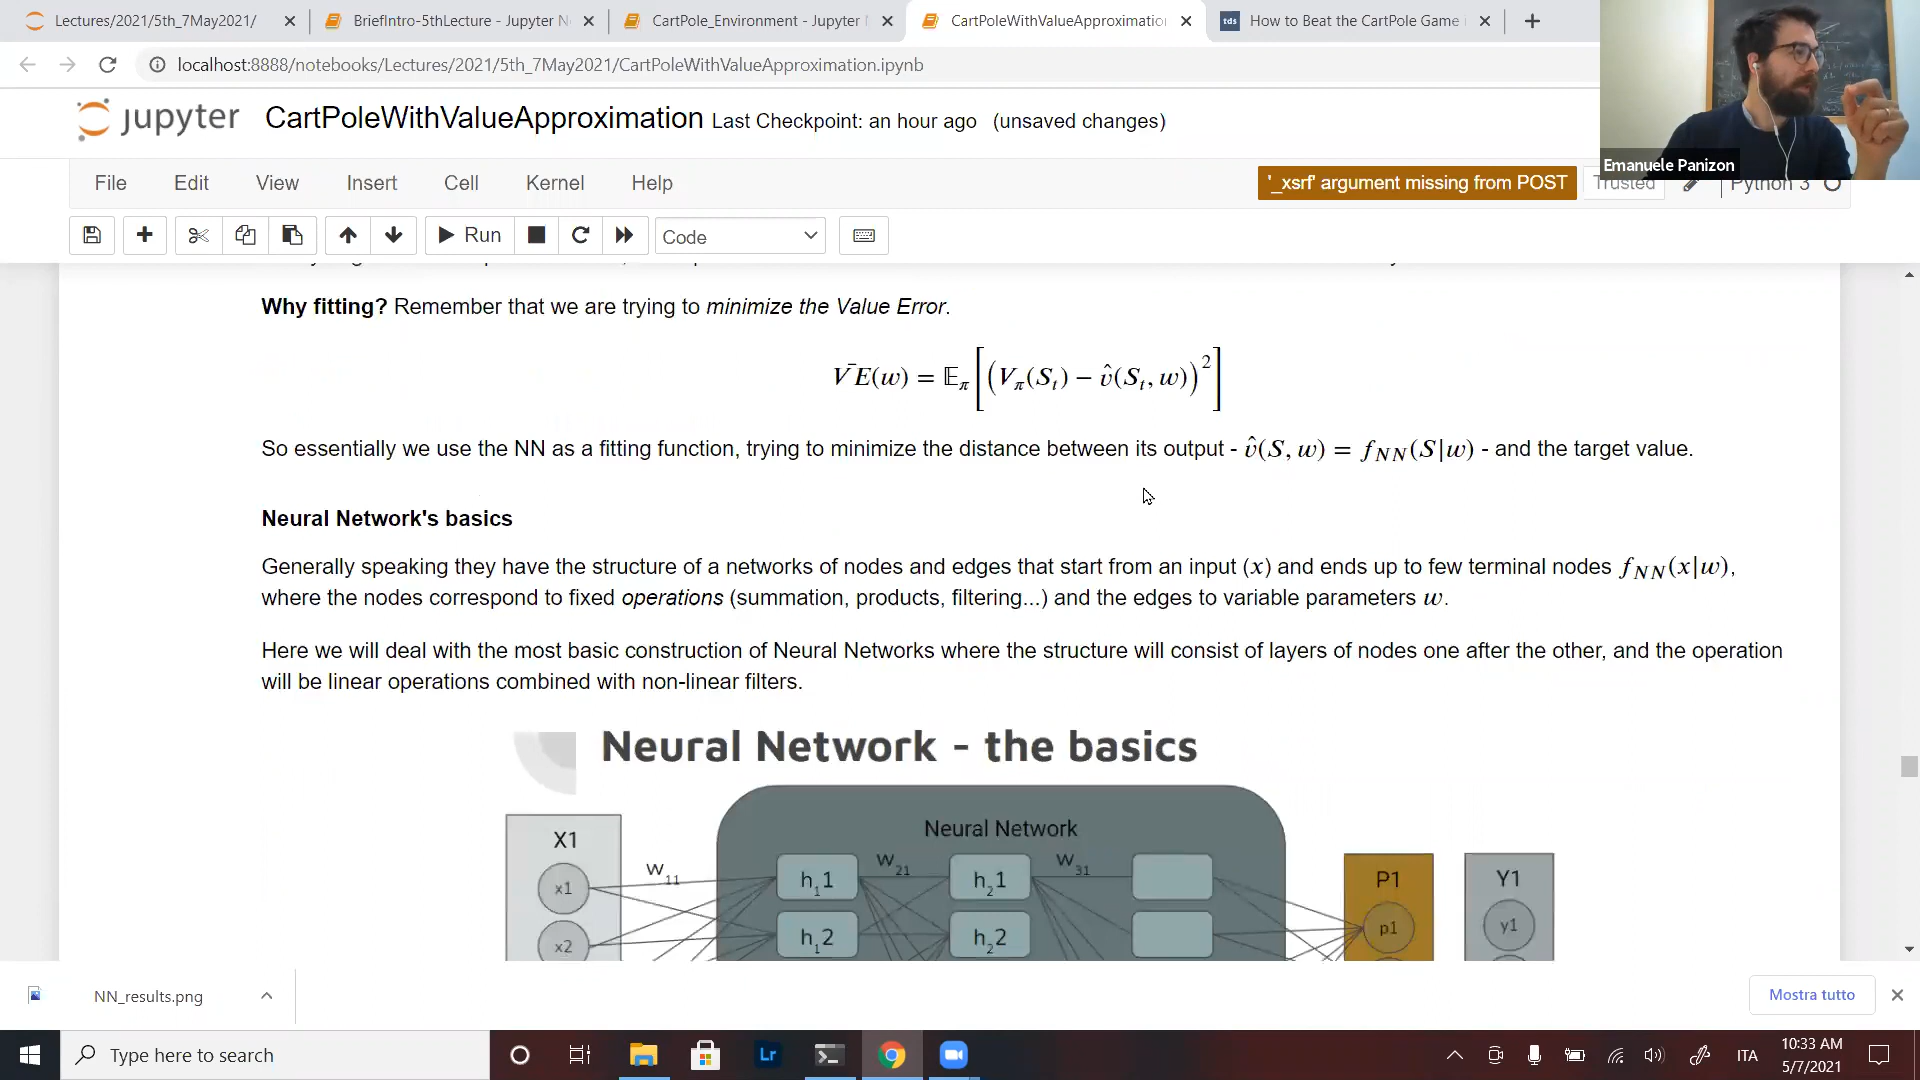 Lectures/2021/5th_7May2021/
BriefIntro-5thLecture - Jupyter N
CartPole_Environment - Jupyter
CartPoleWithValueApproximatio
tds
How to Beat the CartPole Game
localhost:8888/notebooks/Lectures/2021/5th_7May2021/CartPoleWithValueApproximation.ipynb
jupyter
CartPoleWithValueApproximation Last Checkpoint: an hour ago (unsaved changes)
Emanuele Panizon
File Edit View Insert Cell Kernel Help
'_xsrf' argument missing from POST
Trusted
Python 3
Run
Code
Why fitting? Remember that we are trying to minimize the Value Error.
V̄E(w) = 𝔼π[(Vπ(St) − v̂(St, w))²]
So essentially we use the NN as a fitting function, trying to minimize the distance between its output - v̂(S, w) = fNN(S|w) - and the target value.
Neural Network's basics
Generally speaking they have the structure of a networks of nodes and edges that start from an input (x) and ends up to few terminal nodes fNN(x|w),
where the nodes correspond to fixed operations (summation, products, filtering...) and the edges to variable parameters w.
Here we will deal with the most basic construction of Neural Networks where the structure will consist of layers of nodes one after the other, and the operation
will be linear operations combined with non-linear filters.
Neural Network - the basics
Neural Network
X1
W11
W21
W31
P1
Y1
x1
h11
h21
p1
y1
x2
h12
h22
NN_results.png
Mostra tutto
Type here to search
Lr
ITA
10:33 AM
5/7/2021